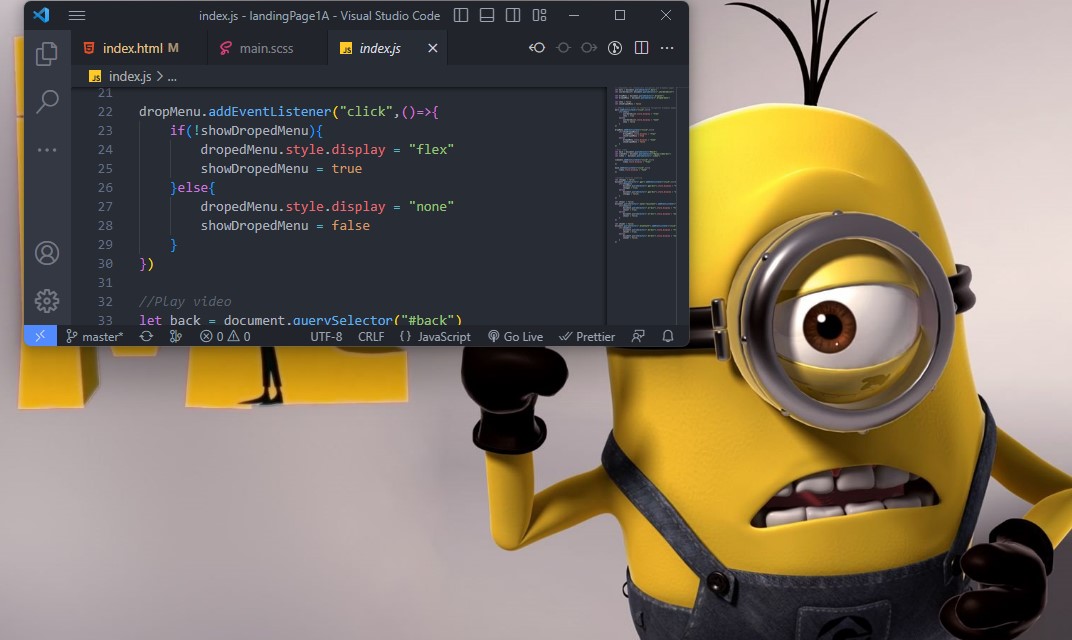 index.js - landingPage1A - Visual Studio Code
index.html M
main.scss
JS index.js
JS index.js > ...
21
22 dropMenu.addEventListener("click",()=>{
23 if(!showDropedMenu){
24 dropedMenu.style.display = "flex"
25 showDropedMenu = true
26 }else{
27 dropedMenu.style.display = "none"
28 showDropedMenu = false
29 }
30 })
31
32 //Play video
33 let back = document.querySelector("#back")
master* 0 0 UTF-8 CRLF {} JavaScript Go Live Prettier